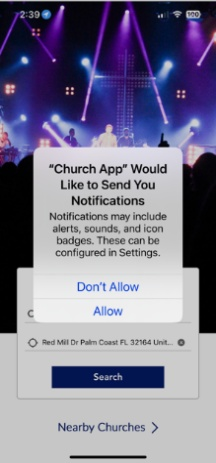 2:39
100
“Church App” Would
Like to Send You
Notifications
Notifications may include
alerts, sounds, and icon
badges. These can be
configured in Settings.
Don’t Allow
Allow
Red Mill Dr Palm Coast FL 32164 Unit...
Search
Nearby Churches